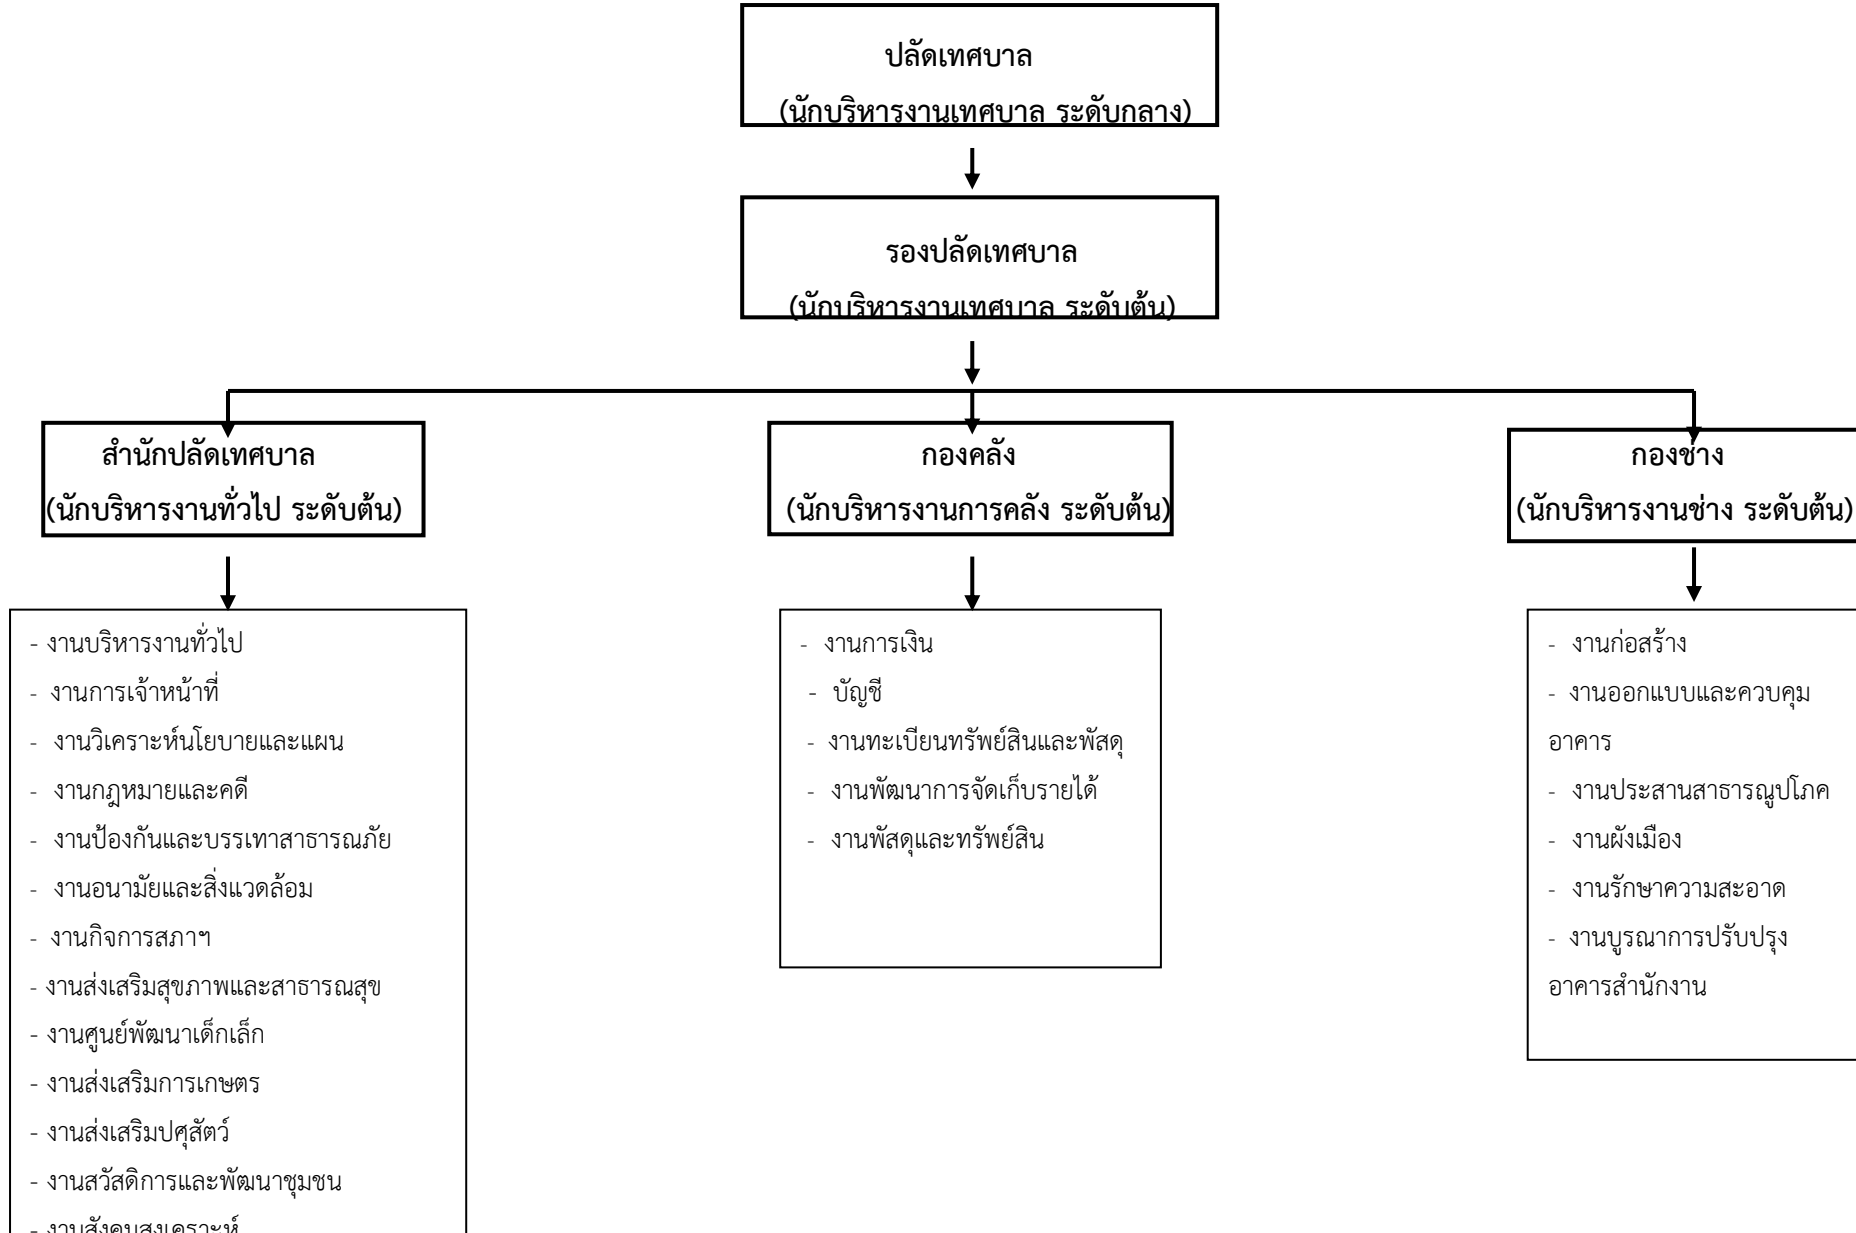 ปลัดเทศบาล
(นักบริหารงานเทศบาล ระดับกลาง)
รองปลัดเทศบาล
(นักบริหารงานเทศบาล ระดับต้น)
สำนักปลัดเทศบาล
(นักบริหารงานทั่วไป ระดับต้น)
กองคลัง
(นักบริหารงานการคลัง ระดับต้น)
กองช่าง
(นักบริหารงานช่าง ระดับต้น)
- งานบริหารงานทั่วไป
- งานการเจ้าหน้าที่
- งานวิเคราะห์นโยบายและแผน
- งานกฎหมายและคดี
- งานป้องกันและบรรเทาสาธารณภัย
- งานอนามัยและสิ่งแวดล้อม
- งานกิจการสภาฯ
- งานส่งเสริมสุขภาพและสาธารณสุข
- งานศูนย์พัฒนาเด็กเล็ก
- งานส่งเสริมการเกษตร
- งานส่งเสริมปศุสัตว์
- งานสวัสดิการและพัฒนาชุมชน
- งานสังคมสงเคราะห์
- งานการเงิน
- บัญชี
- งานทะเบียนทรัพย์สินและพัสดุ
- งานพัฒนาการจัดเก็บรายได้
- งานพัสดุและทรัพย์สิน
- งานก่อสร้าง
- งานออกแบบและควบคุม
อาคาร
- งานประสานสาธารณูปโภค
- งานผังเมือง
- งานรักษาความสะอาด
- งานบูรณาการปรับปรุง
อาคารสำนักงาน